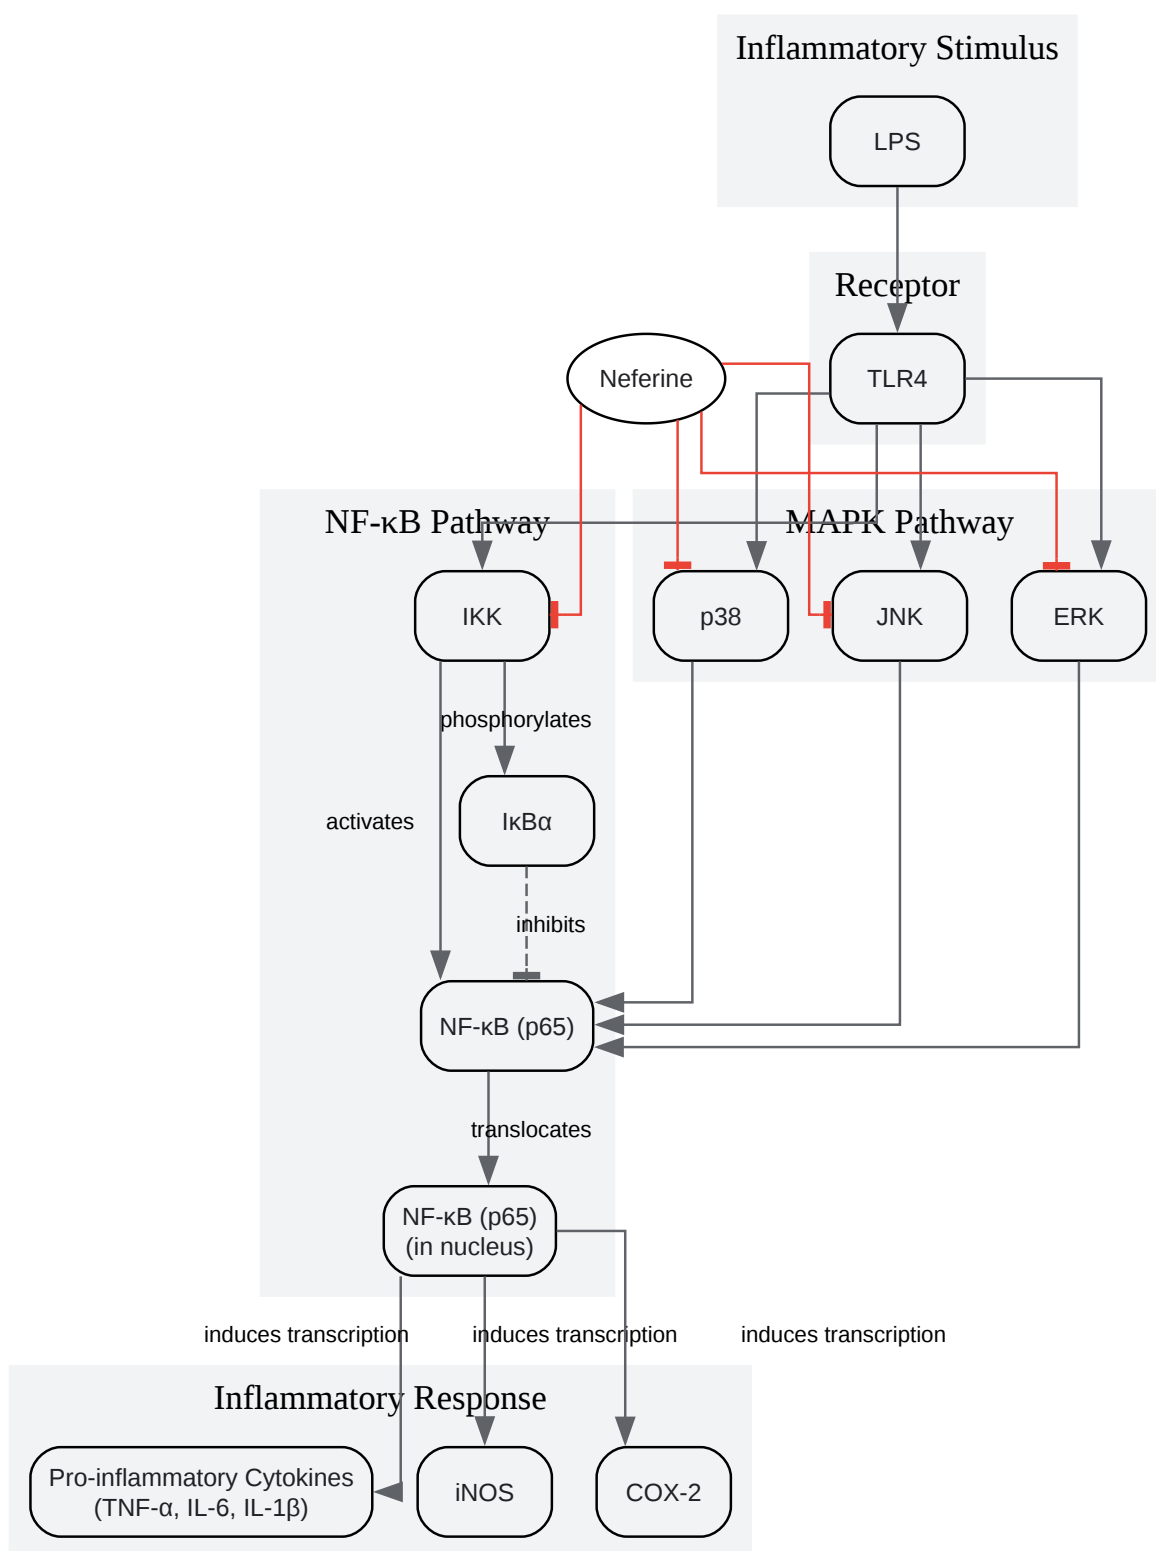 Inflammatory Stimulus
LPS
Receptor
Neferine
TLR4
NF-κB Pathway
MAPK Pathway
IKK
p38
JNK
ERK
phosphorylates
activates
IκBα
inhibits
NF-κB (p65)
translocates
NF-κB (p65)
(in nucleus)
induces transcription
induces transcription
induces transcription
Inflammatory Response
Pro-inflammatory Cytokines
(TNF-α, IL-6, IL-1β)
iNOS
COX-2